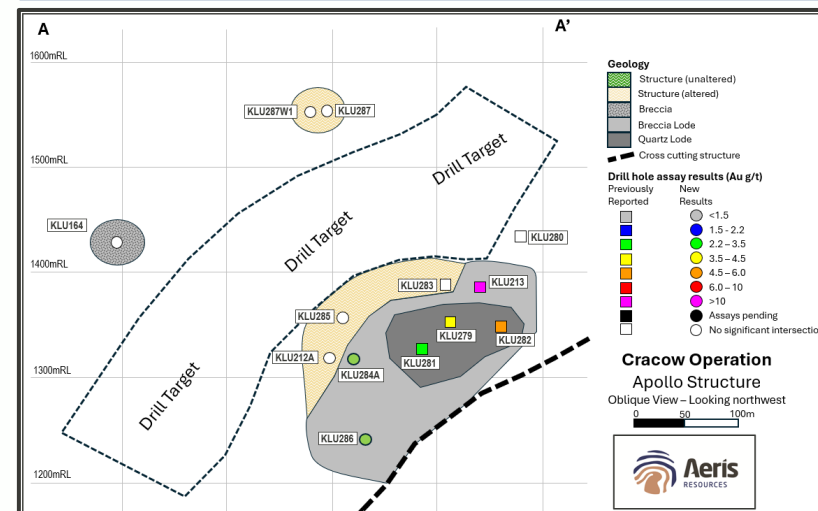 A
A'
1600mRL
1500mRL
1400mRL
1300mRL
1200mRL
KLU287W1
KLU287
KLU164
Drill Target
Drill Target
Drill Target
KLU280
KLU283
KLU213
KLU285
KLU279
KLU282
KLU281
KLU212A
KLU284A
KLU286
Geology
Structure (unaltered)
Structure (altered)
Breccia
Breccia Lode
Quartz Lode
Cross cutting structure
Drill hole assay results (Au g/t)
Previously Reported
New Results
<1.5
1.5 - 2.2
2.2 – 3.5
3.5 – 4.5
4.5 – 6.0
6.0 – 10
>10
Assays pending
No significant intersectio
Cracow Operation
Apollo Structure
Oblique View – Looking northwest
0 50 100m
Aeris
RESOURCES